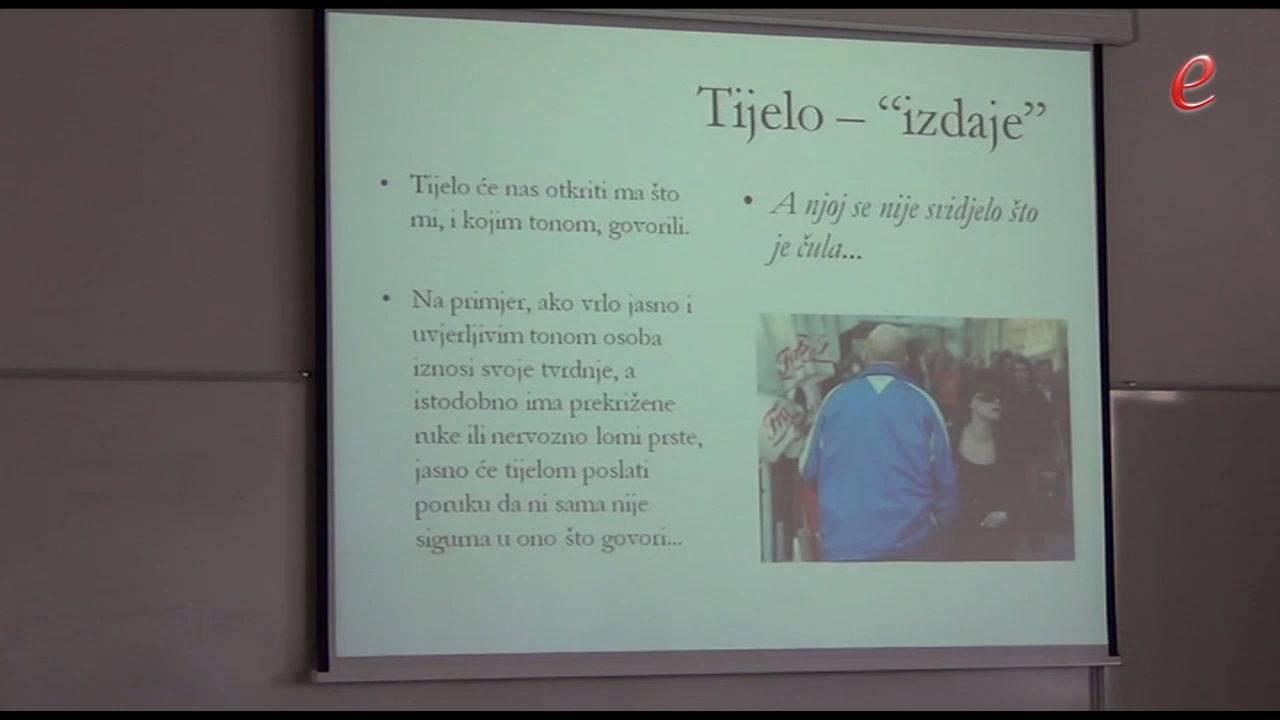 Tijelo – “izdaje”
• Tijelo će nas otkriti ma što
mi, i kojim tonom, govorili.
• Na primjer, ako vrlo jasno i
uvjerljivim tonom osoba
iznosi svoje tvrdnje, a
istodobno ima prekrižene
ruke ili nervozno lomi prste,
jasno će tijelom poslati
poruku da ni sama nije
sigurna u ono što govori...
• A njoj se nije svidjelo što
je čula...
e